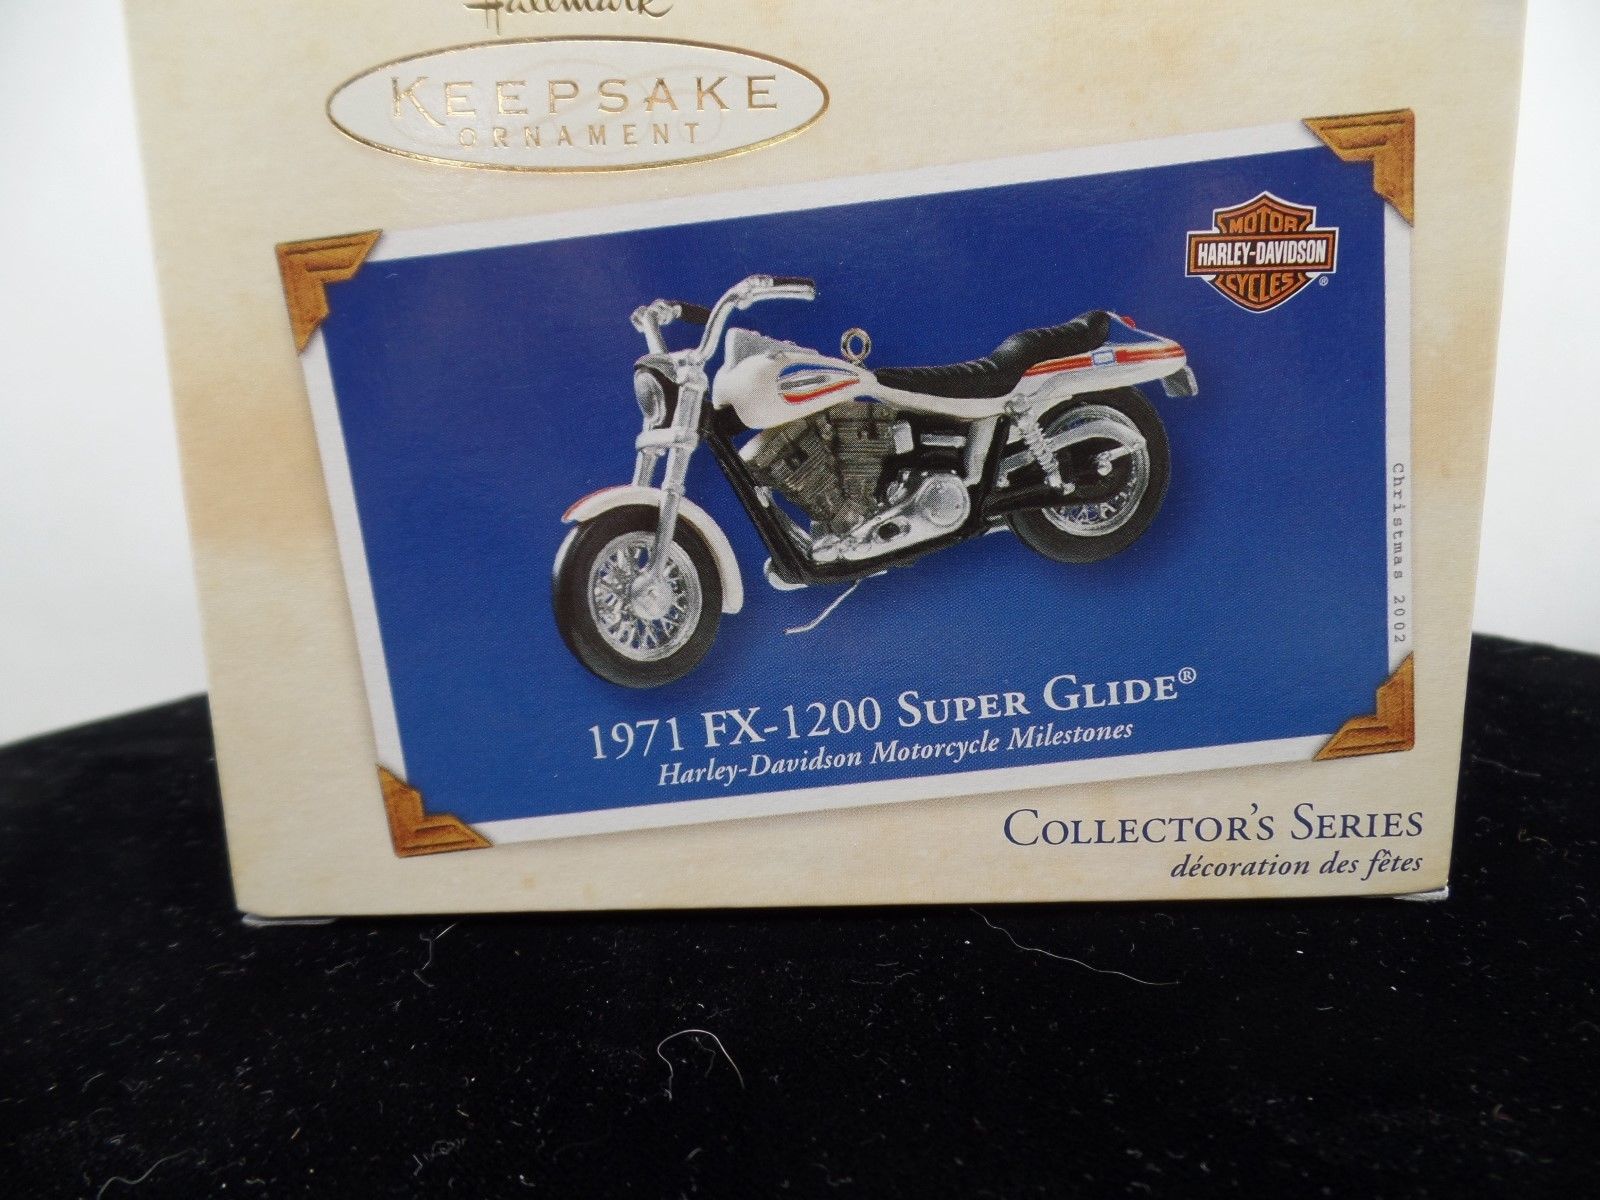 Hallmark
KEEPSAKE
ORNAMENT
MOTOR
HARLEY-DAVIDSON
CYCLES®
Christmas 2002
1971 FX-1200 SUPER GLIDE®
Harley-Davidson Motorcycle Milestones
COLLECTOR'S SERIES
décoration des fêtes